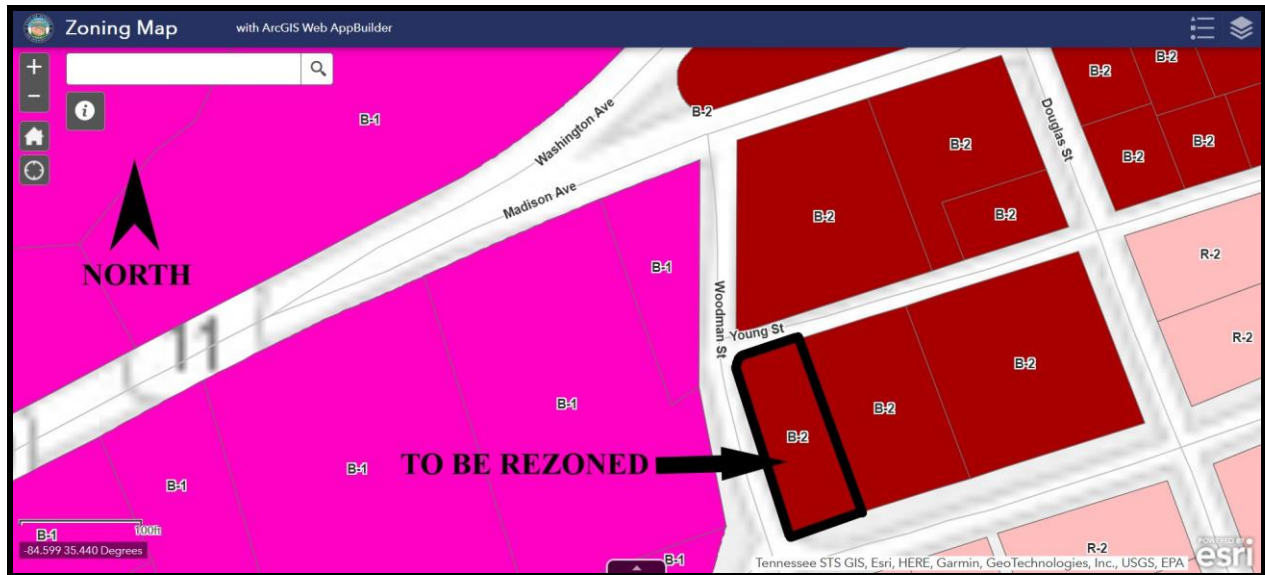 Zoning Map
with ArcGIS Web AppBuilder
+
-
i
B-1
Washington Ave
Madison Ave
NORTH
11
B-2
B-2
B-2
B-2
B-2
B-2
B-2
B-2
Douglas St
R-2
R-2
B-1
Woodman St
Young St
B-2
B-2
B-2
B-1
B-1
TO BE REZONED
B-1
B-1
100ft
-84.599 35.440 Degrees
B-1
R-2
Tennessee STS GIS, Esri, HERE, Garmin, GeoTechnologies, Inc., USGS, EPA
POWERED BY
esri